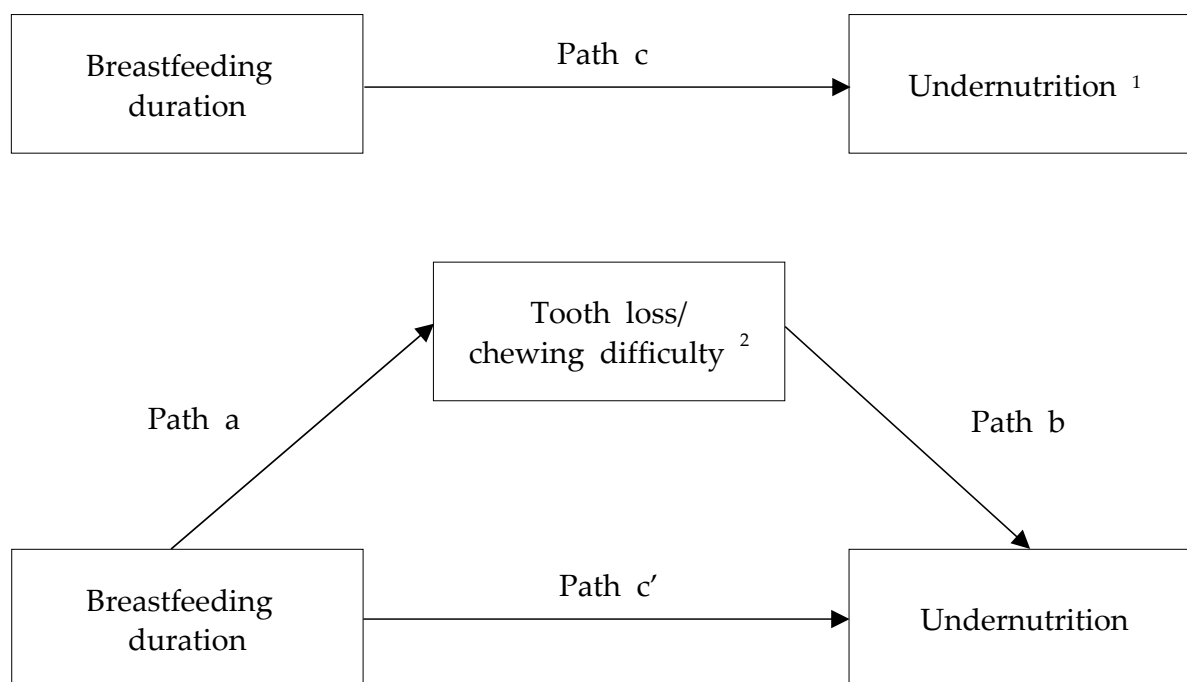 Path c
Breastfeeding
duration
Undernutrition 1
Tooth loss/
chewing difficulty 2
Path a
Path b
Breastfeeding
duration
Path c′
Undernutrition